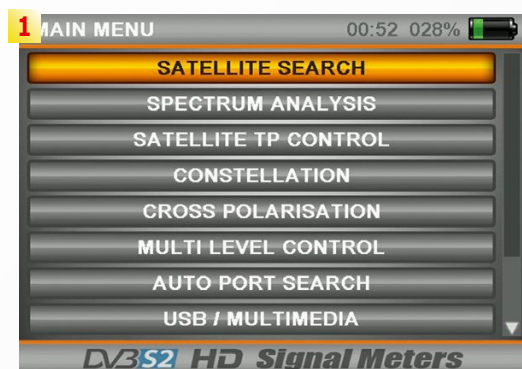 1
MAIN MENU 00:52 028%
SATELLITE SEARCH
SPECTRUM ANALYSIS
SATELLITE TP CONTROL
CONSTELLATION
CROSS POLARISATION
MULTI LEVEL CONTROL
AUTO PORT SEARCH
USB / MULTIMEDIA
DVBS2 HD Signal Meters